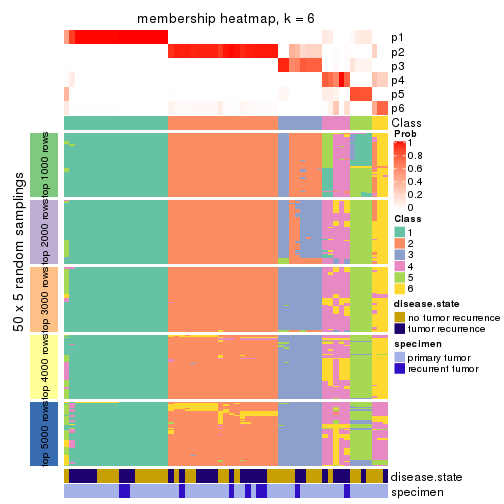 membership heatmap, k = 6
p1
p2
p3
p4
p5
p6
Class
Prob
1
0.8
0.6
0.4
0.2
0
Class
1
2
3
4
5
6
disease.state
no tumor recurrence
tumor recurrence
specimen
primary tumor
recurrent tumor
50 x 5 random samplings
top 1000 rows
top 2000 rows
top 3000 rows
top 4000 rows
top 5000 rows
disease.state
specimen